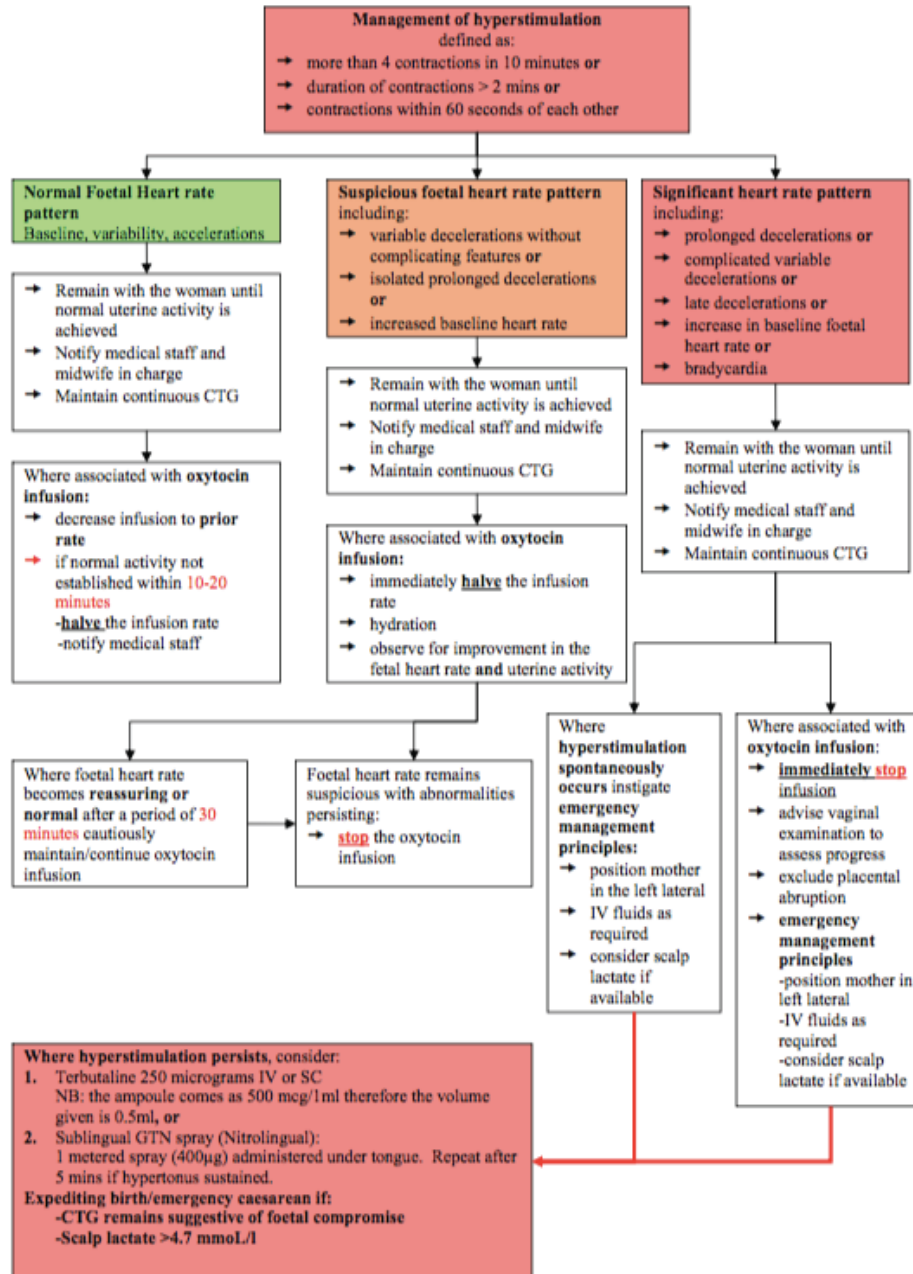 Management of hyperstimulation
defined as:
➔ more than 4 contractions in 10 minutes or
➔ duration of contractions > 2 mins or
➔ contractions within 60 seconds of each other
Normal Foetal Heart rate
pattern
Baseline, variability, accelerations
➔ Remain with the woman until
normal uterine activity is
achieved
➔ Notify medical staff and
midwife in charge
➔ Maintain continuous CTG
Where associated with oxytocin
infusion:
➔ decrease infusion to prior
rate
➔ if normal activity not
established within 10-20
minutes
-halve the infusion rate
-notify medical staff
Suspicious foetal heart rate pattern
including:
➔ variable decelerations without
complicating features or
➔ isolated prolonged decelerations
or
➔ increased baseline heart rate
➔ Remain with the woman until
normal uterine activity is achieved
➔ Notify medical staff and midwife
in charge
➔ Maintain continuous CTG
Where associated with oxytocin
infusion:
➔ immediately halve the infusion
rate
➔ hydration
➔ observe for improvement in the
fetal heart rate and uterine activity
Where foetal heart rate
becomes reassuring or
normal after a period of 30
minutes cautiously
maintain/continue oxytocin
infusion
Foetal heart rate remains
suspicious with abnormalities
persisting:
➔ stop the oxytocin
infusion
Significant heart rate pattern
including:
➔ prolonged decelerations or
➔ complicated variable
decelerations or
➔ late decelerations or
➔ increase in baseline foetal
heart rate or
➔ bradycardia
➔ Remain with the woman until
normal uterine activity is
achieved
➔ Notify medical staff and
midwife in charge
➔ Maintain continuous CTG
Where
hyperstimulation
spontaneously
occurs instigate
emergency
management
principles:
➔ position mother
in the left lateral
➔ IV fluids as
required
➔ consider scalp
lactate if
available
Where associated with
oxytocin infusion:
➔ immediately stop
infusion
➔ advise vaginal
examination to
assess progress
➔ exclude placental
abruption
➔ emergency
management
principles
-position mother in
left lateral
-IV fluids as
required
-consider scalp
lactate if available
Where hyperstimulation persists, consider:
1. Terbutaline 250 micrograms IV or SC
NB: the ampoule comes as 500 mcg/1ml therefore the volume
given is 0.5ml, or
2. Sublingual GTN spray (Nitrolingual):
1 metered spray (400µg) administered under tongue. Repeat after
5 mins if hypertonus sustained.
Expediting birth/emergency caesarean if:
-CTG remains suggestive of foetal compromise
-Scalp lactate >4.7 mmoL/l